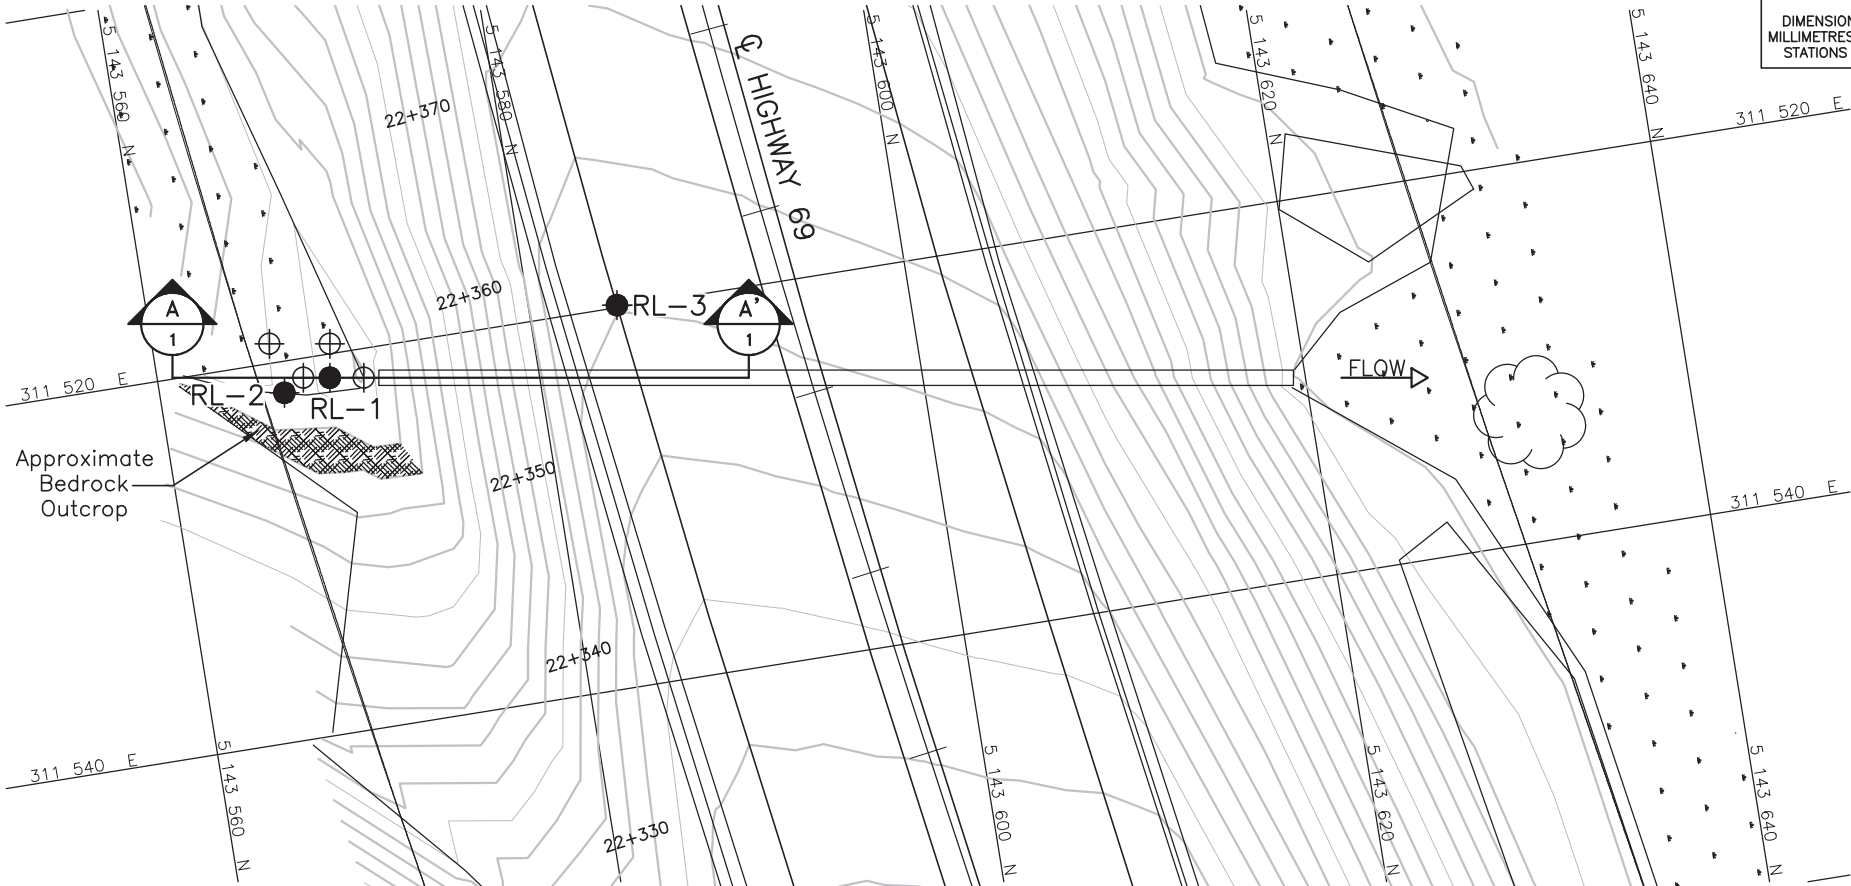 DIMENSION
MILLIMETRES
STATIONS
5 143 560 N
5 143 580 N
5 143 600 N
5 143 620 N
5 143 640 N
311 520 E
22+370
℄ HIGHWAY 69
22+360
RL-3
A
1
A'
1
311 520 E
RL-2
RL-1
FLOW
Approximate
Bedrock
Outcrop
22+350
311 540 E
22+340
311 540 E
22+330
5 143 560 N
5 143 600 N
5 143 620 N
5 143 640 N